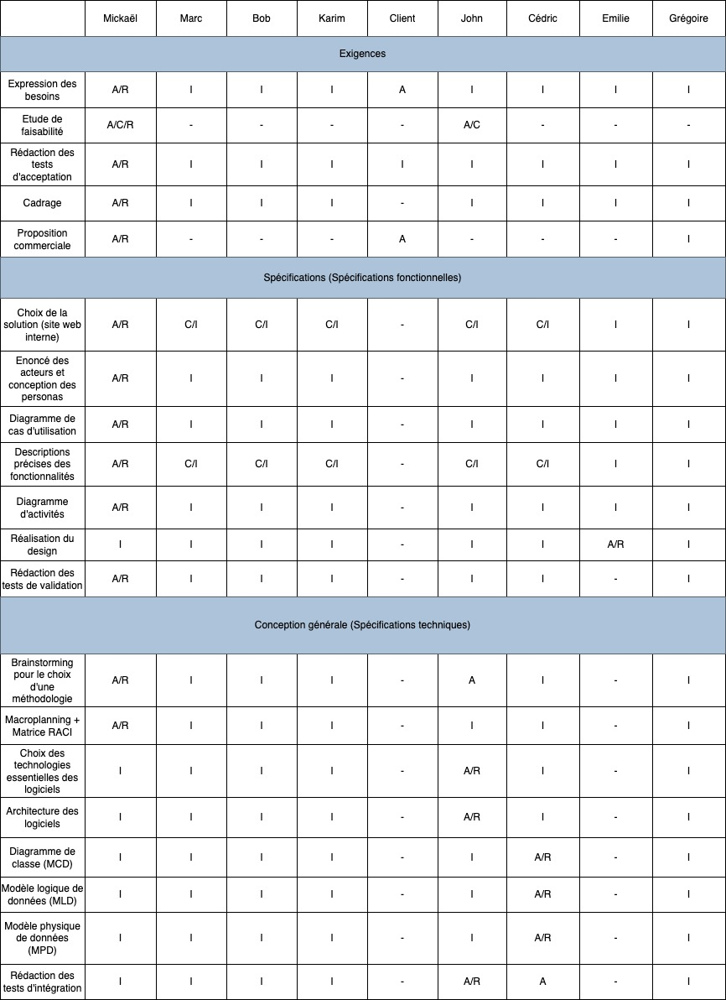 Mickaël Marc Bob Karim Client John Cédric Emilie Grégoire
Exigences
Expression des
besoins
A/R I I I A I I I I
Etude de
faisabilité
A/C/R - - - - A/C - - -
Rédaction des
tests
d'acceptation
A/R I I I I I I I I
Cadrage A/R I I I - I I I I
Proposition
commerciale
A/R - - - A - - - I
Spécifications (Spécifications fonctionnelles)
Choix de la
solution (site web
interne)
A/R C/I C/I C/I - C/I C/I I I
Enoncé des
acteurs et
conception des
personas
A/R I I I - I I I I
Diagramme de
cas d'utilisation
A/R I I I - I I I I
Descriptions
précises des
fonctionnalités
A/R C/I C/I C/I - C/I C/I I I
Diagramme
d'activités
A/R I I I - I I I I
Réalisation du
design
I I I I - I I A/R I
Rédaction des
tests de validation
A/R I I I - I I - I
Conception générale (Spécifications techniques)
Brainstorming
pour le choix
d'une
méthodologie
A/R I I I - A I - I
Macroplanning +
Matrice RACI
A/R I I I - I I - I
Choix des
technologies
essentielles des
logiciels
I I I I - A/R I - I
Architecture des
logiciels
I I I I - A/R I - I
Diagramme de
classe (MCD)
I I I I - I A/R - I
Modèle logique de
données (MLD)
I I I I - I A/R - I
Modèle physique
de données
(MPD)
I I I I - I A/R - I
Rédaction des
tests d'intégration
I I I I - A/R A - I